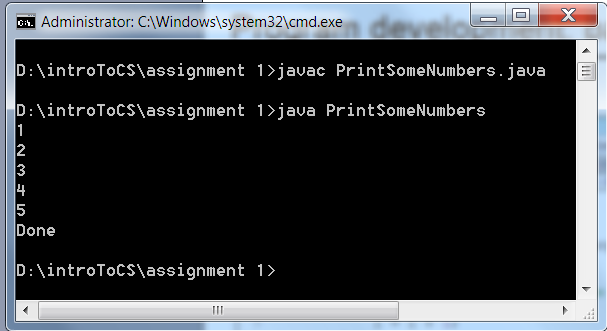 Administrator: C:\Windows\system32\cmd.exe
D:\introToCS\assignment 1>javac PrintSomeNumbers.java
D:\introToCS\assignment 1>java PrintSomeNumbers
1
2
3
4
5
Done
D:\introToCS\assignment 1>